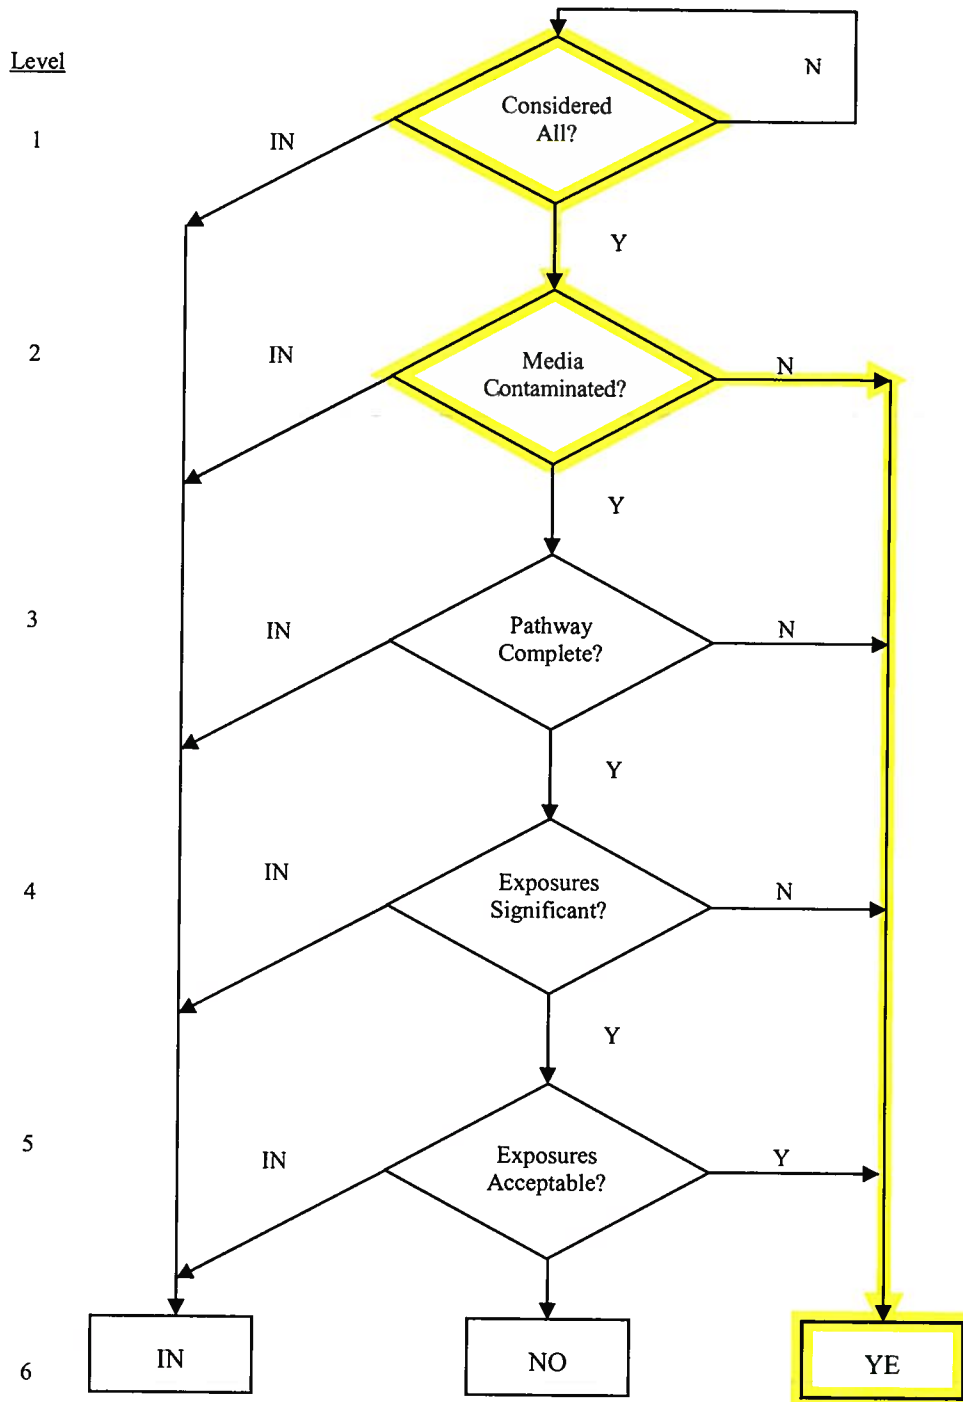 Level
N
Considered
All?
1
IN
Y
2
IN
Media
Contaminated?
N
Y
3
IN
Pathway
Complete?
N
Y
4
IN
Exposures
Significant?
N
Y
5
IN
Exposures
Acceptable?
Y
6
IN
NO
YE